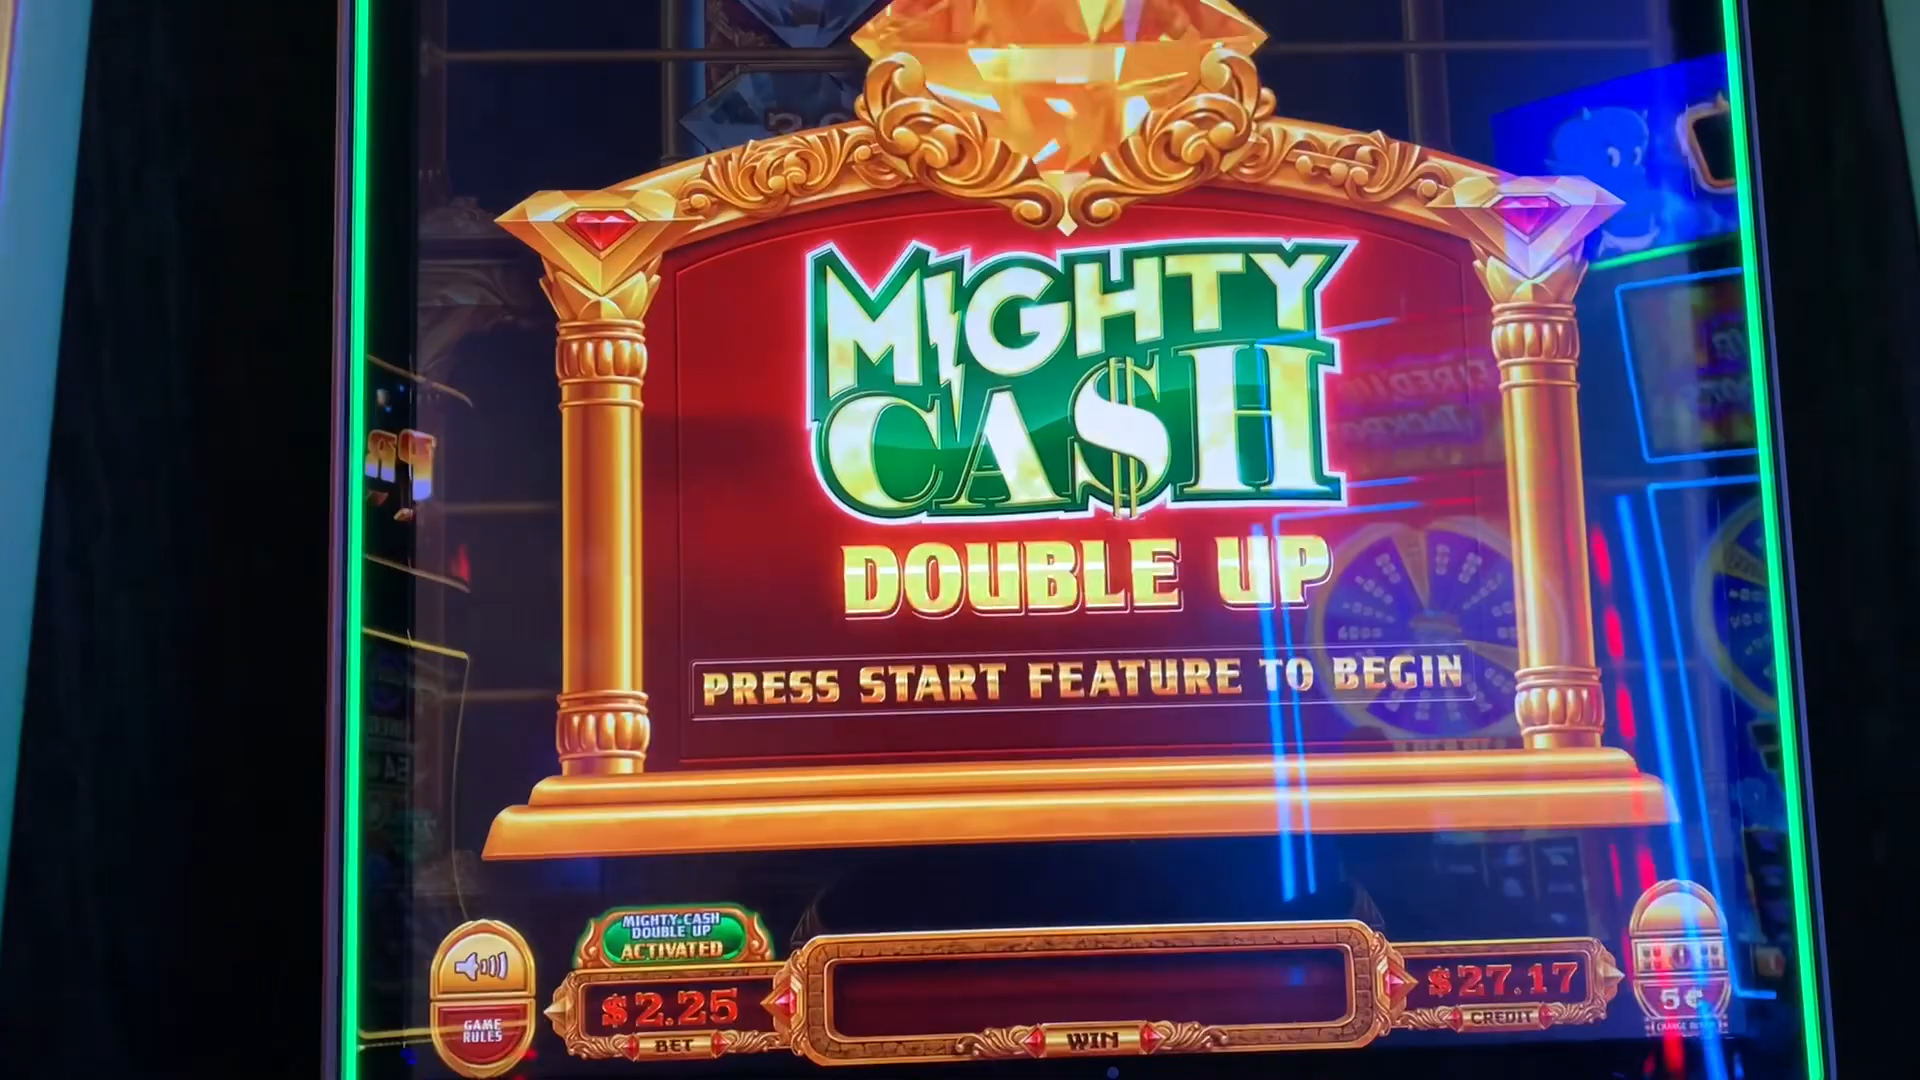 MIGHTY
CASH
DOUBLE UP
PRESS START FEATURE TO BEGIN
MIGHTY CASH
DOUBLE UP
ACTIVATED
GAME
RULES
$2.25
BET
WIN
$27.17
CREDIT
5¢